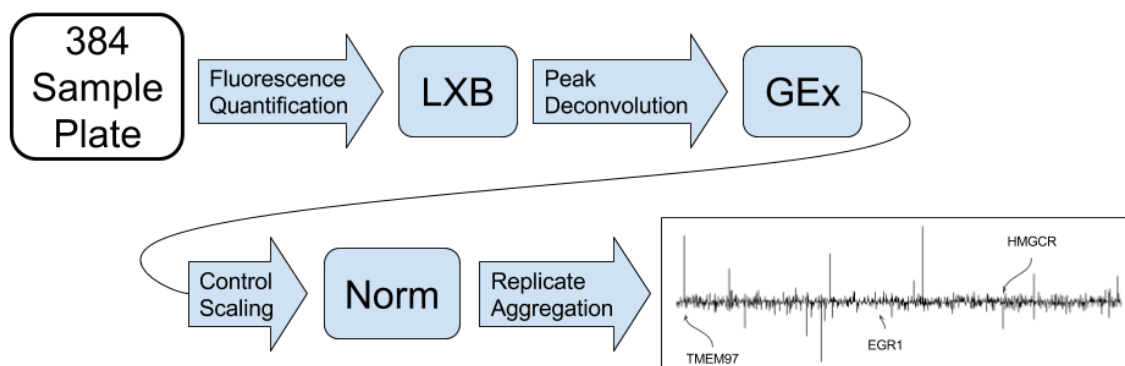 384
Sample
Plate
Fluorescence
Quantification
LXB
Peak
Deconvolution
GEx
Control
Scaling
Norm
Replicate
Aggregation
HMGCR
EGR1
TMEM97